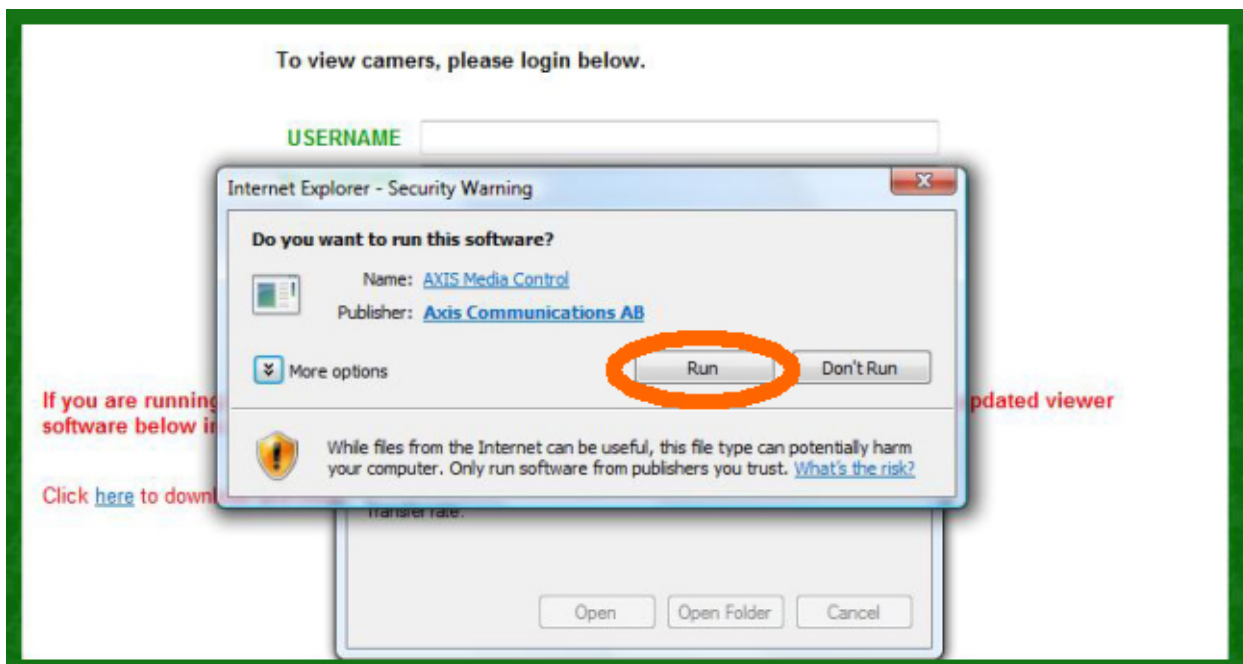 To view camers, please login below.
USERNAME
Internet Explorer - Security Warning
Do you want to run this software?
Name: AXIS Media Control
Publisher: Axis Communications AB
More options
Run
Don't Run
If you are running
pdated viewer
software below in
While files from the Internet can be useful, this file type can potentially harm
your computer. Only run software from publishers you trust. What's the risk?
Click here to downl
Transfer rate:
Open
Open Folder
Cancel